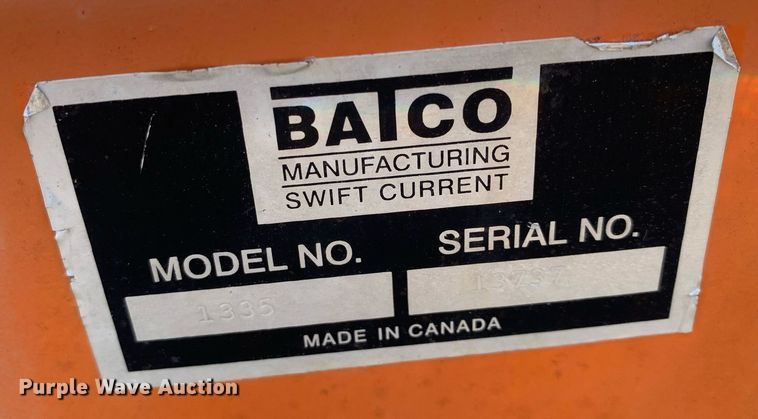 BATCO
MANUFACTURING
SWIFT CURRENT
MODEL NO.
SERIAL NO.
1335
MADE IN CANADA
Purple Wave Auction